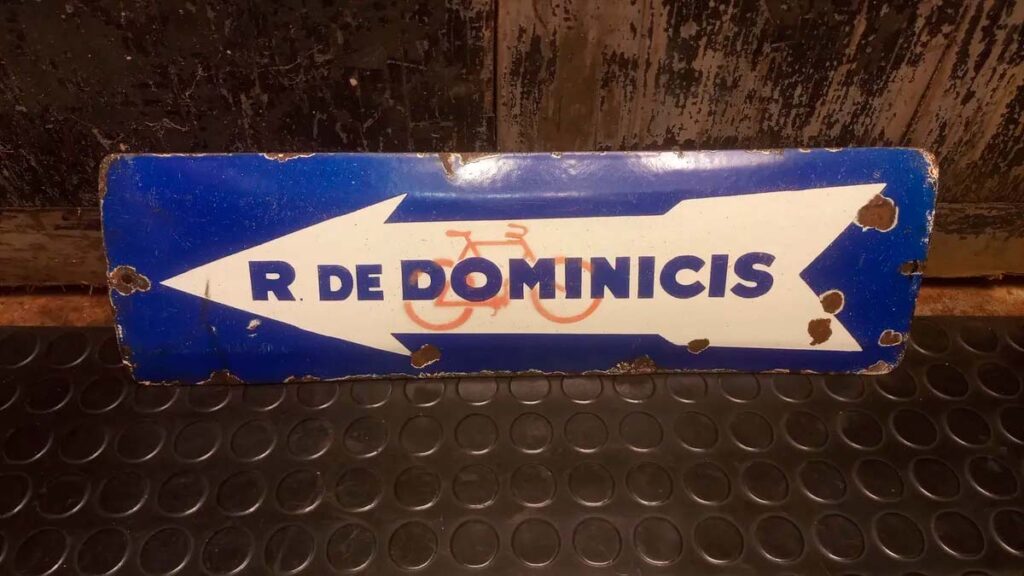 R. DE DOMINICIS